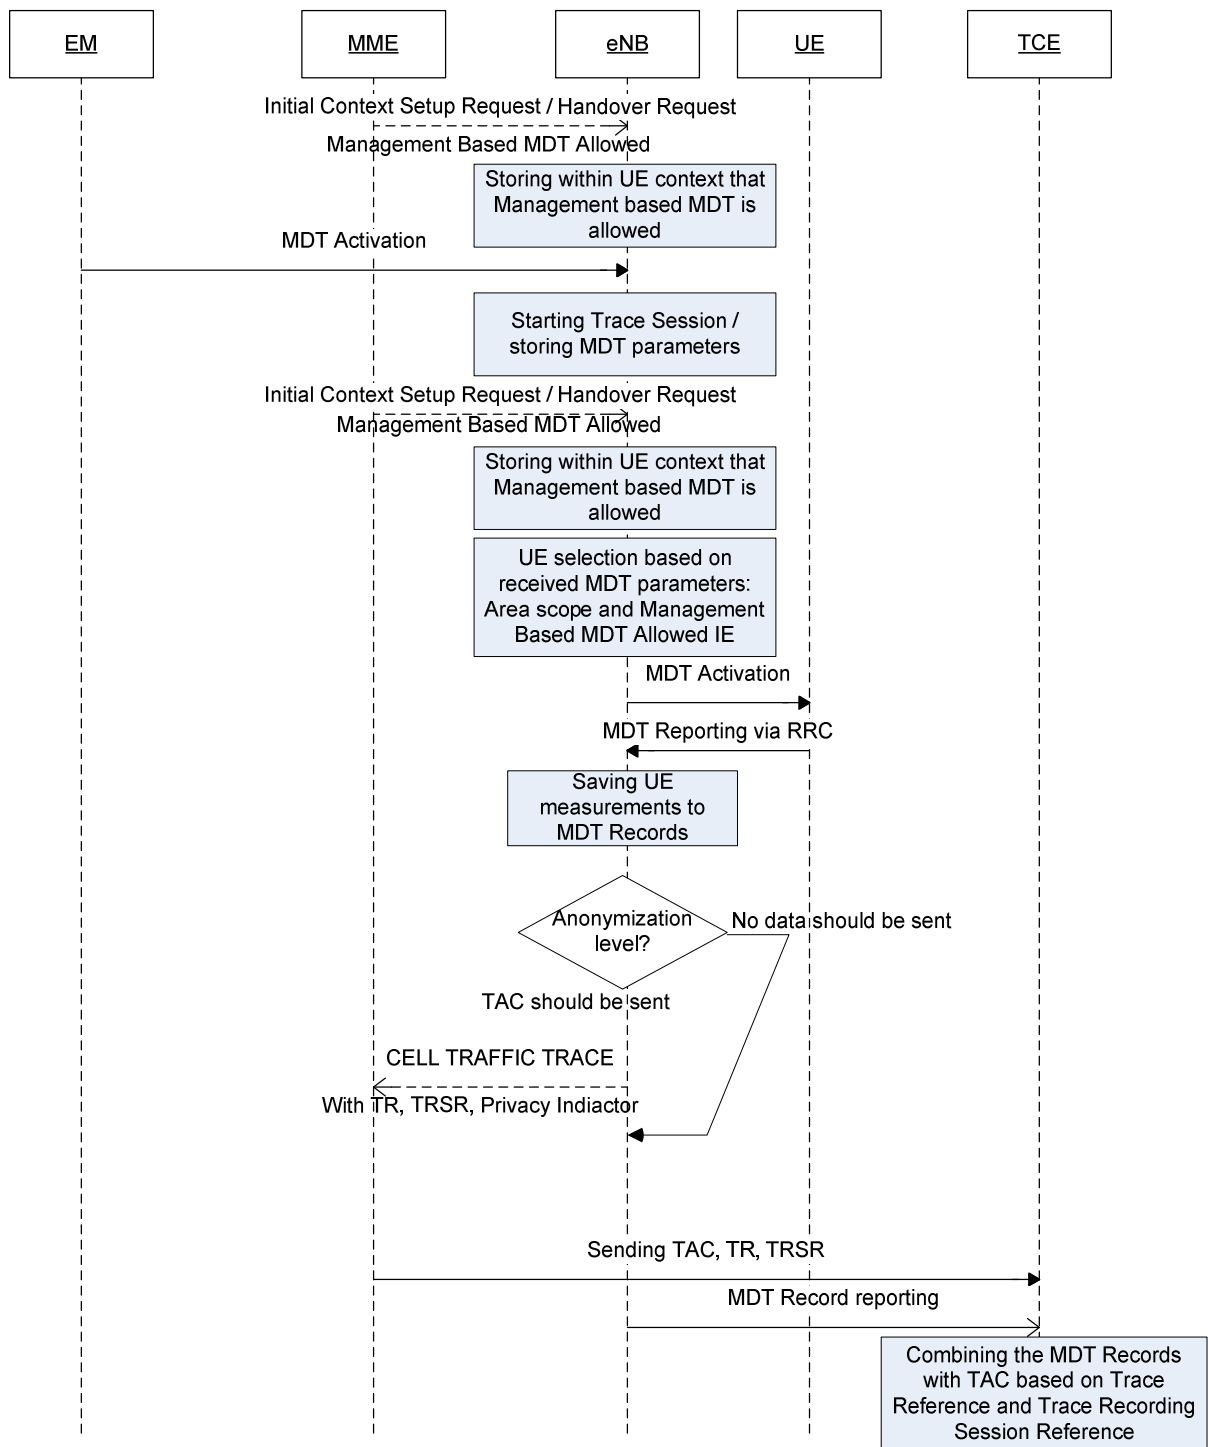 EM
MME
eNB
UE
TCE
Initial Context Setup Request / Handover Request
Management Based MDT Allowed
Storing within UE context that
Management based MDT is
allowed
MDT Activation
Starting Trace Session /
storing MDT parameters
Initial Context Setup Request / Handover Request
Management Based MDT Allowed
Storing within UE context that
Management based MDT is
allowed
UE selection based on
received MDT parameters:
Area scope and Management
Based MDT Allowed IE
MDT Activation
MDT Reporting via RRC
Saving UE
measurements to
MDT Records
Anonymization
level?
No data should be sent
TAC should be sent
CELL TRAFFIC TRACE
With TR, TRSR, Privacy Indiactor
Sending TAC, TR, TRSR
MDT Record reporting
Combining the MDT Records
with TAC based on Trace
Reference and Trace Recording
Session Reference